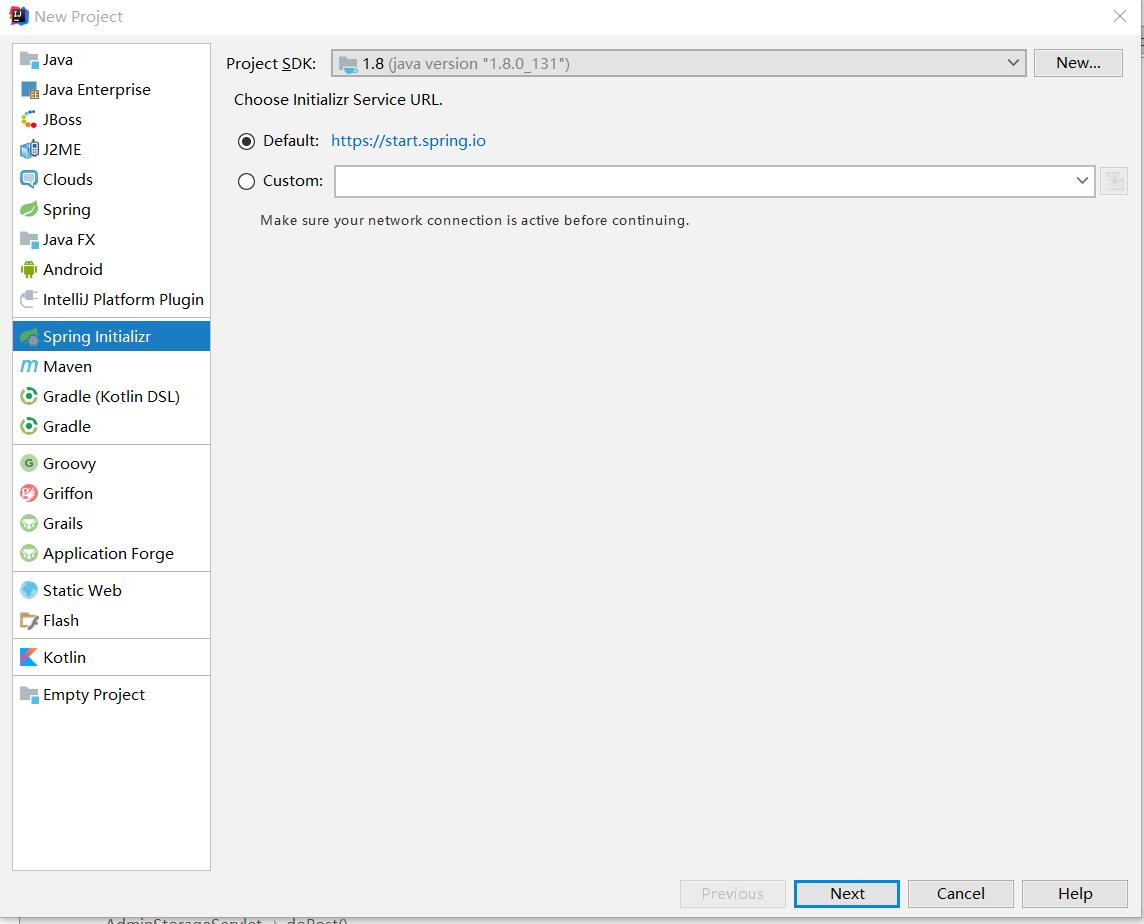 New Project
Java
Java Enterprise
JBoss
J2ME
Clouds
Spring
Java FX
Android
IntelliJ Platform Plugin
Spring Initializr
Maven
Gradle (Kotlin DSL)
Gradle
Groovy
Griffon
Grails
Application Forge
Static Web
Flash
Kotlin
Empty Project
Project SDK: 1.8 (java version "1.8.0_131") New...
Choose Initializr Service URL.
Default: https://start.spring.io
Custom:
Make sure your network connection is active before continuing.
Previous Next Cancel Help
AdminStorageServlet > doPost()